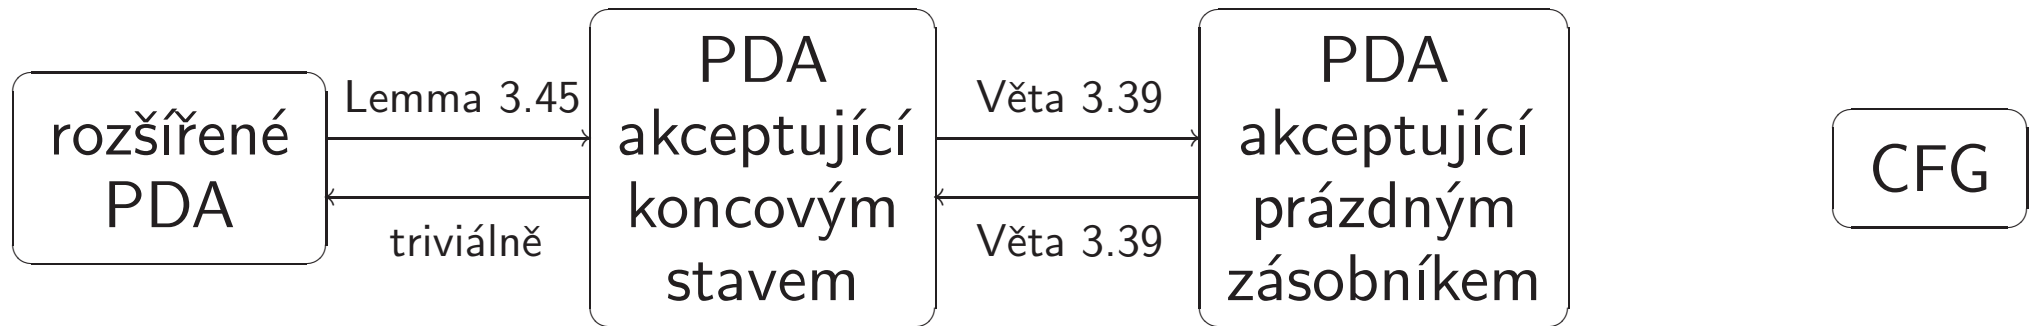 rozšířené
PDA
Lemma 3.45
triviálně
PDA
akceptující
koncovým
stavem
Věta 3.39
Věta 3.39
PDA
akceptující
prázdným
zásobníkem
CFG